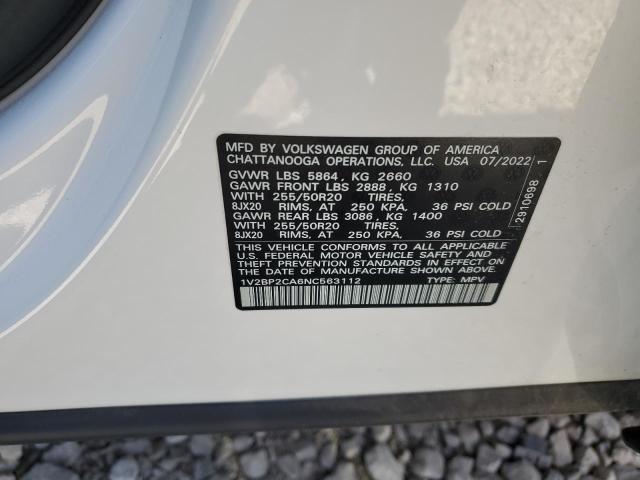 MFD BY VOLKSWAGEN GROUP OF AMERICA
CHATTANOOGA OPERATIONS, LLC. USA 07/2022
GVWR LBS 5864, KG 2660
GAWR FRONT LBS 2888, KG 1310
WITH 255/50R20 TIRES,
8JX20 RIMS, AT 250 KPA, 36 PSI COLD
GAWR REAR LBS 3086, KG 1400
WITH 255/50R20 TIRES,
8JX20 RIMS, AT 250 KPA, 36 PSI COLD
THIS VEHICLE CONFORMS TO ALL APPLICABLE
U.S. FEDERAL MOTOR VEHICLE SAFETY AND
THEFT PREVENTION STANDARDS IN EFFECT
ON THE DATE OF MANUFACTURE SHOWN ABOVE.
1V2BP2CA6NC563112 TYPE: MPV
2910698 1